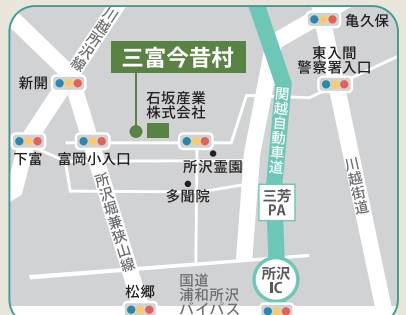 川越所沢線
亀久保
三富今昔村
東入間
警察署入口
新開
石坂産業
株式会社
関越自動車道
下富
富岡小入口
所沢霊園
多聞院
川越街道
所沢堀兼狭山線
三芳
PA
所沢
IC
松郷
国道
浦和所沢
バイパス